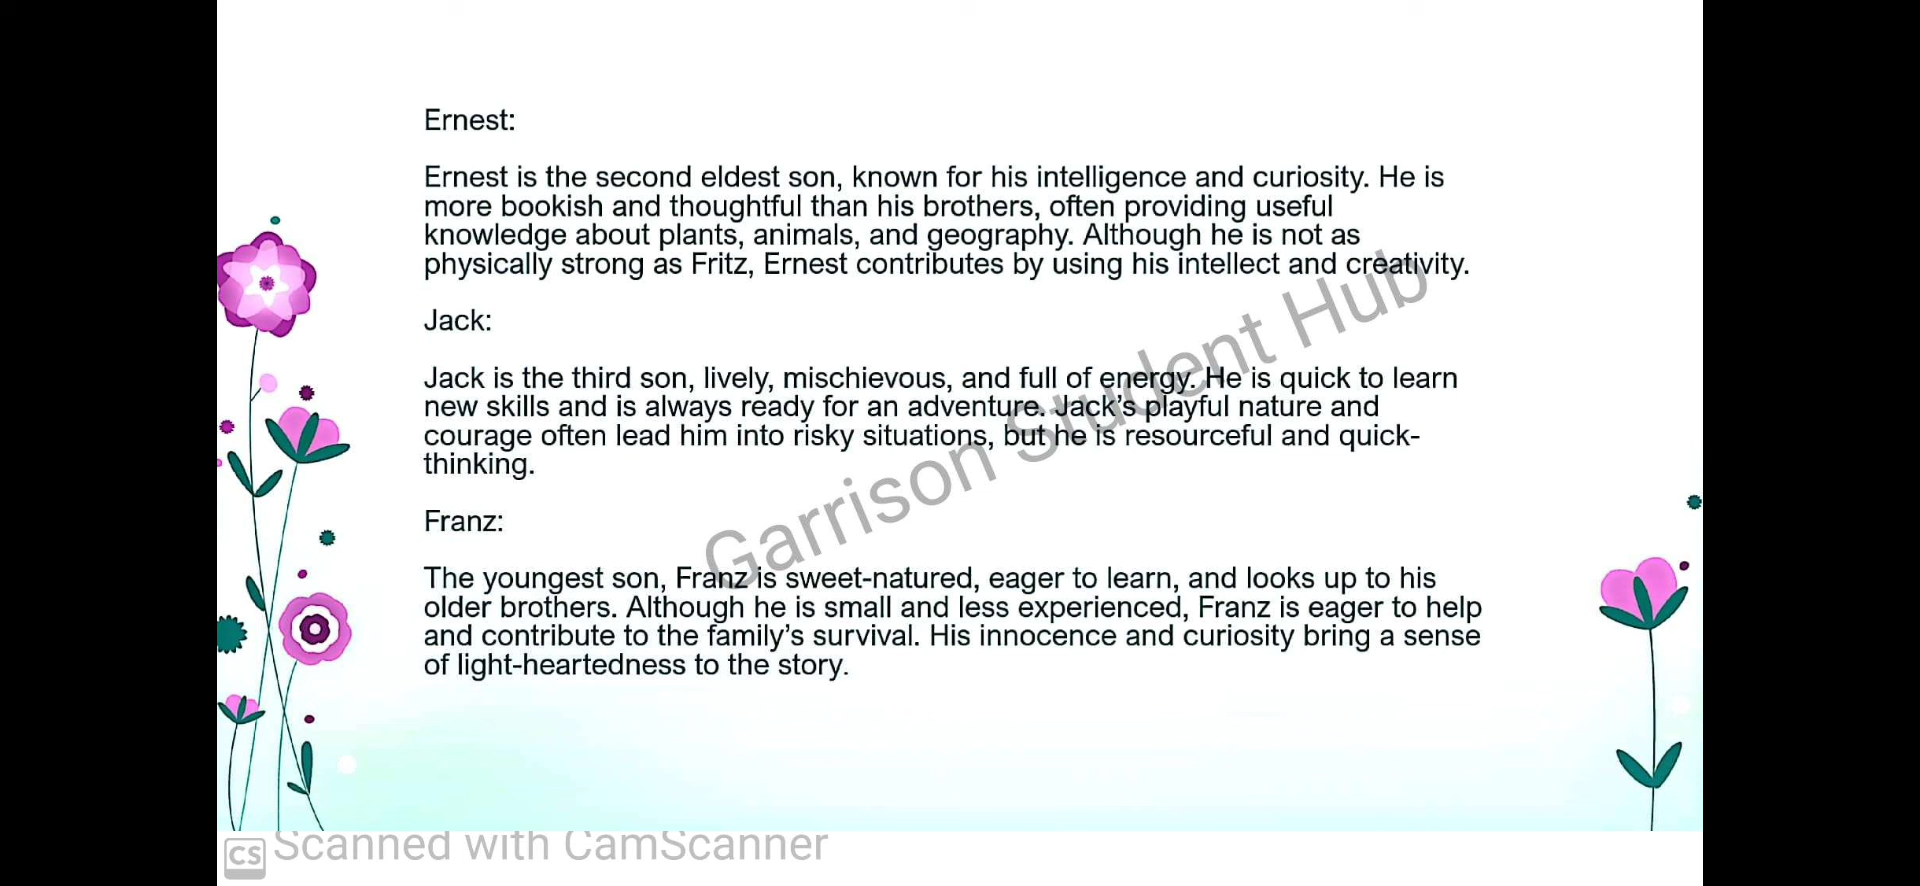 Ernest:
Ernest is the second eldest son, known for his intelligence and curiosity. He is
more bookish and thoughtful than his brothers, often providing useful
knowledge about plants, animals, and geography. Although he is not as
physically strong as Fritz, Ernest contributes by using his intellect and creativity.
Jack:
Jack is the third son, lively, mischievous, and full of energy. He is quick to learn
new skills and is always ready for an adventure. Jack’s playful nature and
courage often lead him into risky situations, but he is resourceful and quick-
thinking.
Franz:
The youngest son, Franz is sweet-natured, eager to learn, and looks up to his
older brothers. Although he is small and less experienced, Franz is eager to help
and contribute to the family’s survival. His innocence and curiosity bring a sense
of light-heartedness to the story.
Garrison Student Hub
CS Scanned with CamScanner